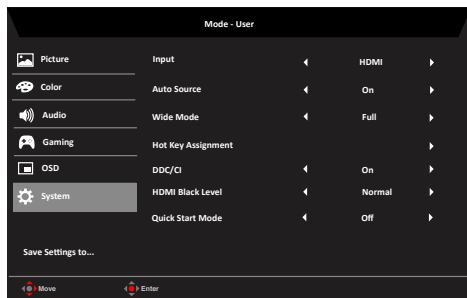 Mode - User
Picture
Color
Audio
Gaming
OSD
System
Save Settings to...
Input HDMI
Auto Source On
Wide Mode Full
Hot Key Assignment
DDC/CI On
HDMI Black Level Normal
Quick Start Mode Off
Move Enter